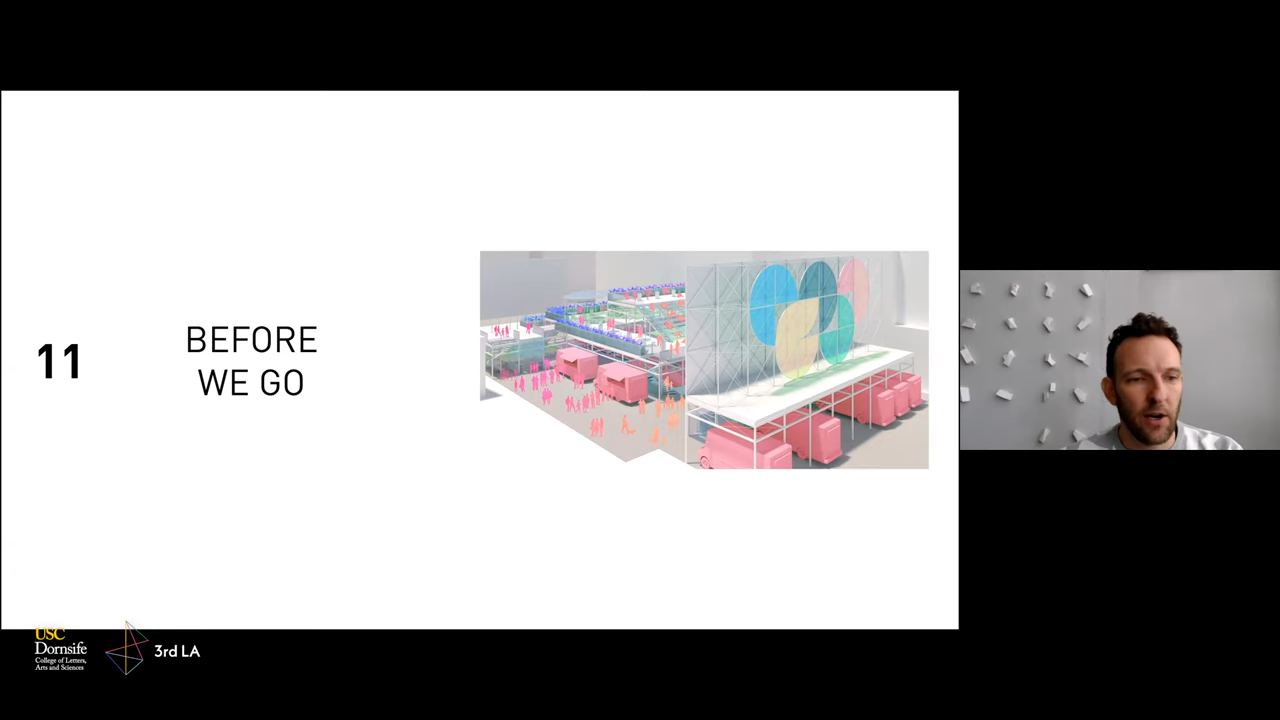 11
BEFORE
WE GO
USC
Dornsife
College of Letters,
Arts and Sciences
3rd LA